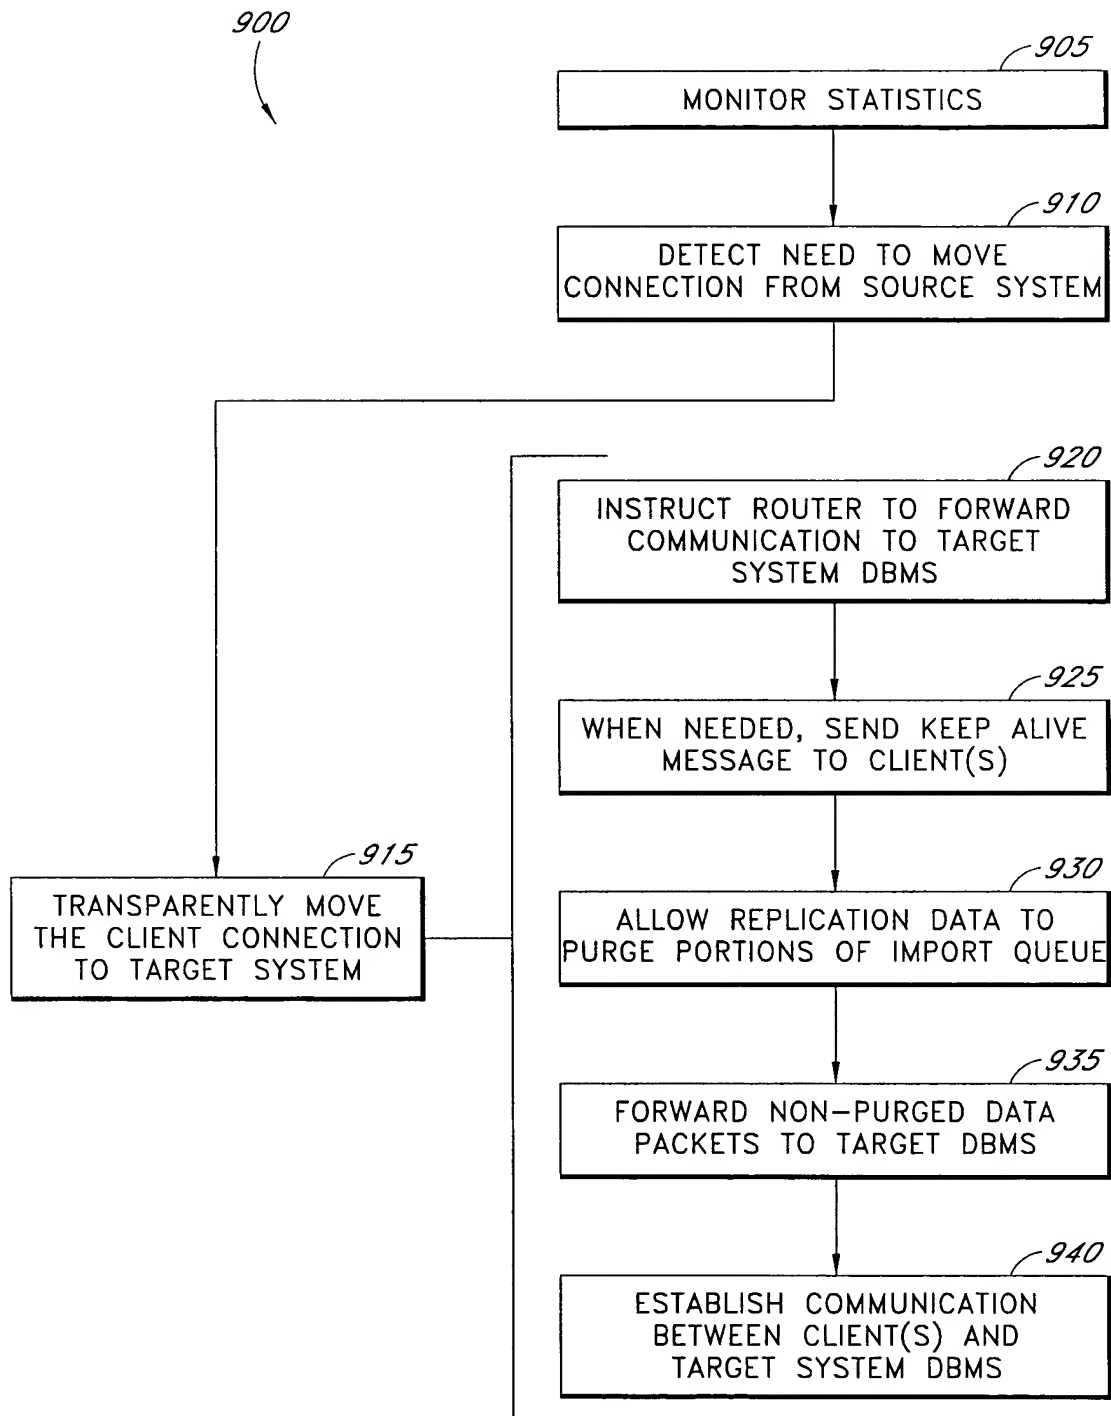 900
905
MONITOR STATISTICS
910
DETECT NEED TO MOVE
CONNECTION FROM SOURCE SYSTEM
920
INSTRUCT ROUTER TO FORWARD
COMMUNICATION TO TARGET
SYSTEM DBMS
925
WHEN NEEDED, SEND KEEP ALIVE
MESSAGE TO CLIENT(S)
915
TRANSPARENTLY MOVE
THE CLIENT CONNECTION
TO TARGET SYSTEM
930
ALLOW REPLICATION DATA TO
PURGE PORTIONS OF IMPORT QUEUE
935
FORWARD NON-PURGED DATA
PACKETS TO TARGET DBMS
940
ESTABLISH COMMUNICATION
BETWEEN CLIENT(S) AND
TARGET SYSTEM DBMS